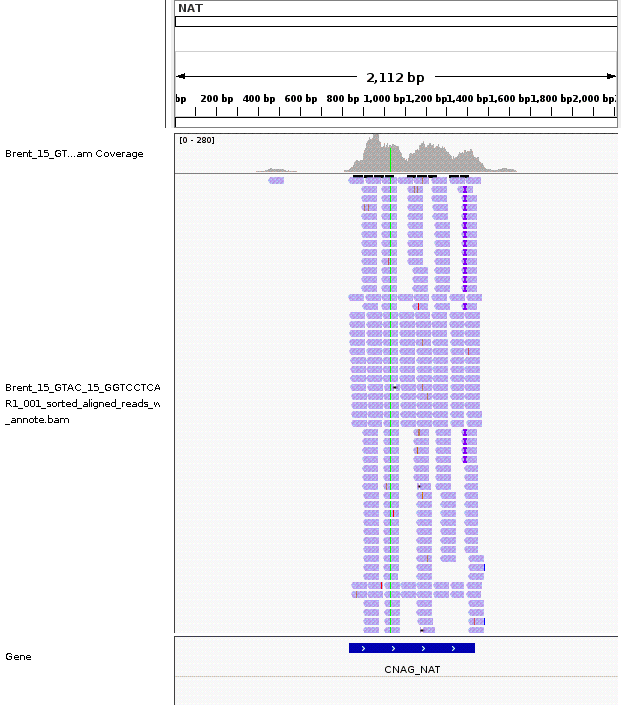 NAT
2,112 bp
bp 200 bp 400 bp 600 bp 800 bp 1,000 bp 1,200 bp 1,400 bp 1,600 bp 1,800 bp 2,000 bp
[0 - 280]
Brent_15_GT...am Coverage
Brent_15_GTAC_15_GGTCCTCA
R1_001_sorted_aligned_reads_w
_annote.bam
Gene
CNAG_NAT